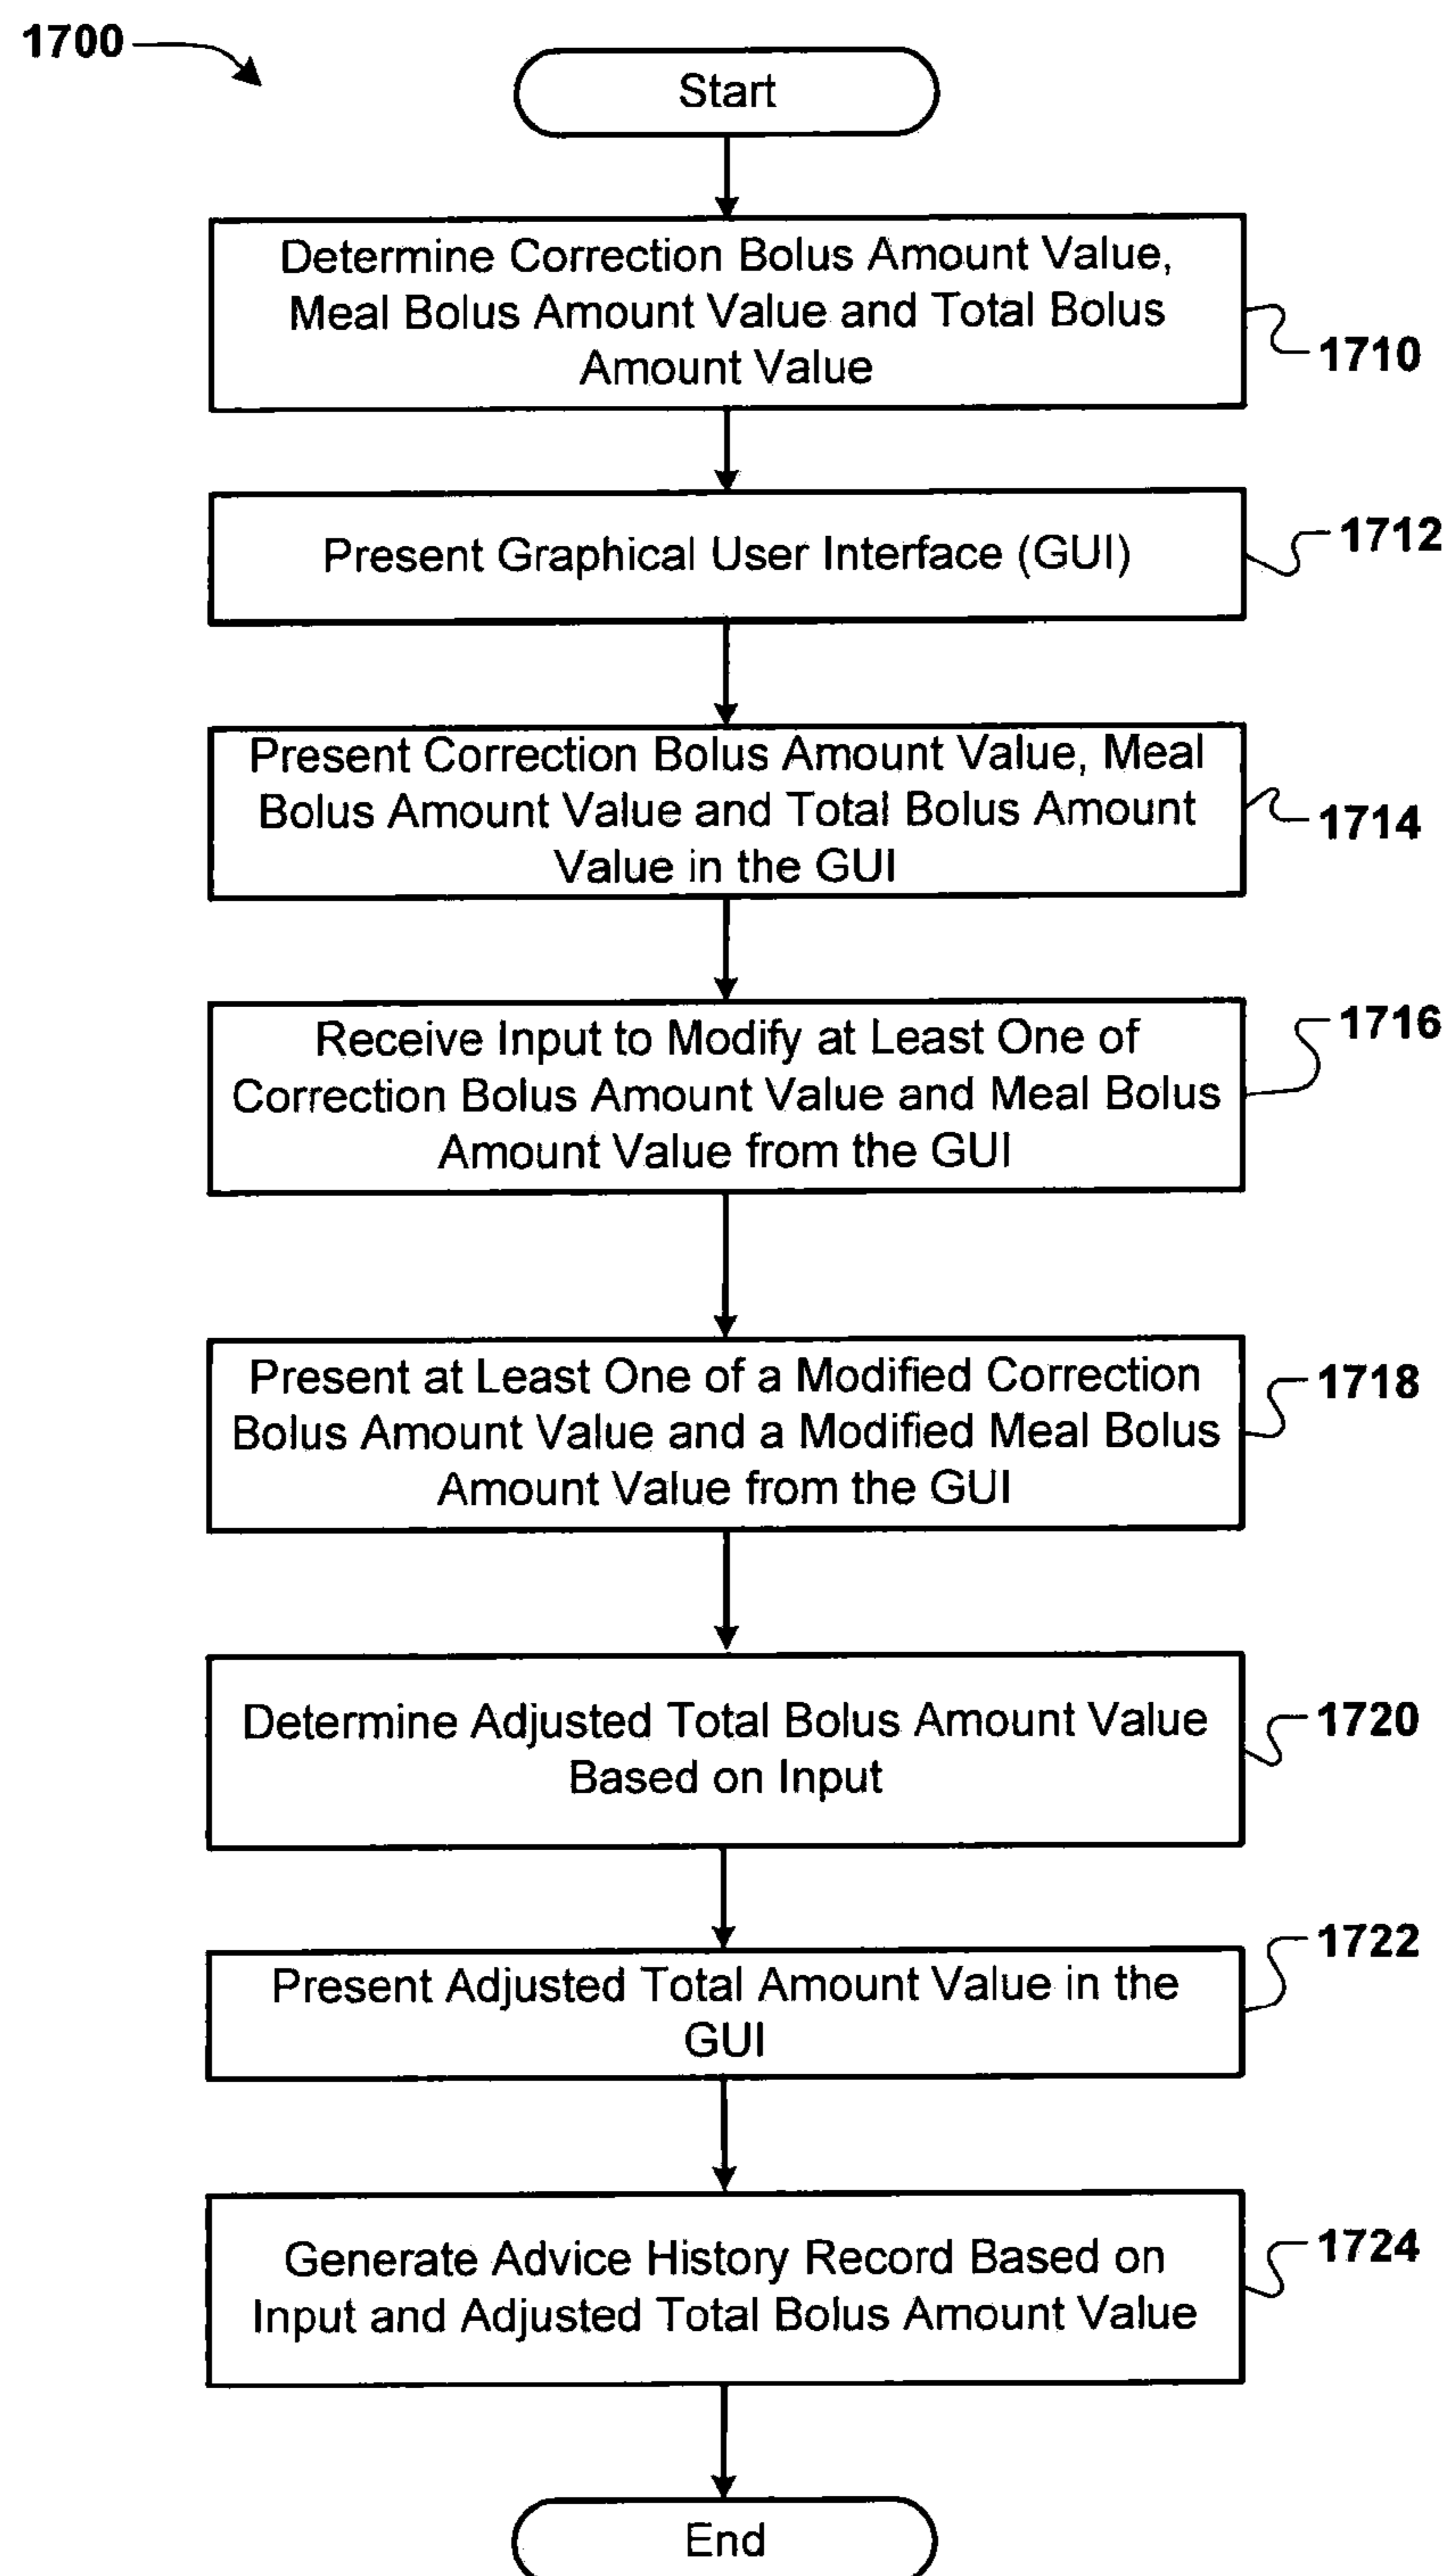 1700
Start
Determine Correction Bolus Amount Value,
Meal Bolus Amount Value and Total Bolus
Amount Value
1710
Present Graphical User Interface (GUI)
1712
Present Correction Bolus Amount Value, Meal
Bolus Amount Value and Total Bolus Amount
Value in the GUI
1714
Receive Input to Modify at Least One of
Correction Bolus Amount Value and Meal Bolus
Amount Value from the GUI
1716
Present at Least One of a Modified Correction
Bolus Amount Value and a Modified Meal Bolus
Amount Value from the GUI
1718
Determine Adjusted Total Bolus Amount Value
Based on Input
1720
Present Adjusted Total Amount Value in the
GUI
1722
Generate Advice History Record Based on
Input and Adjusted Total Bolus Amount Value
1724
End